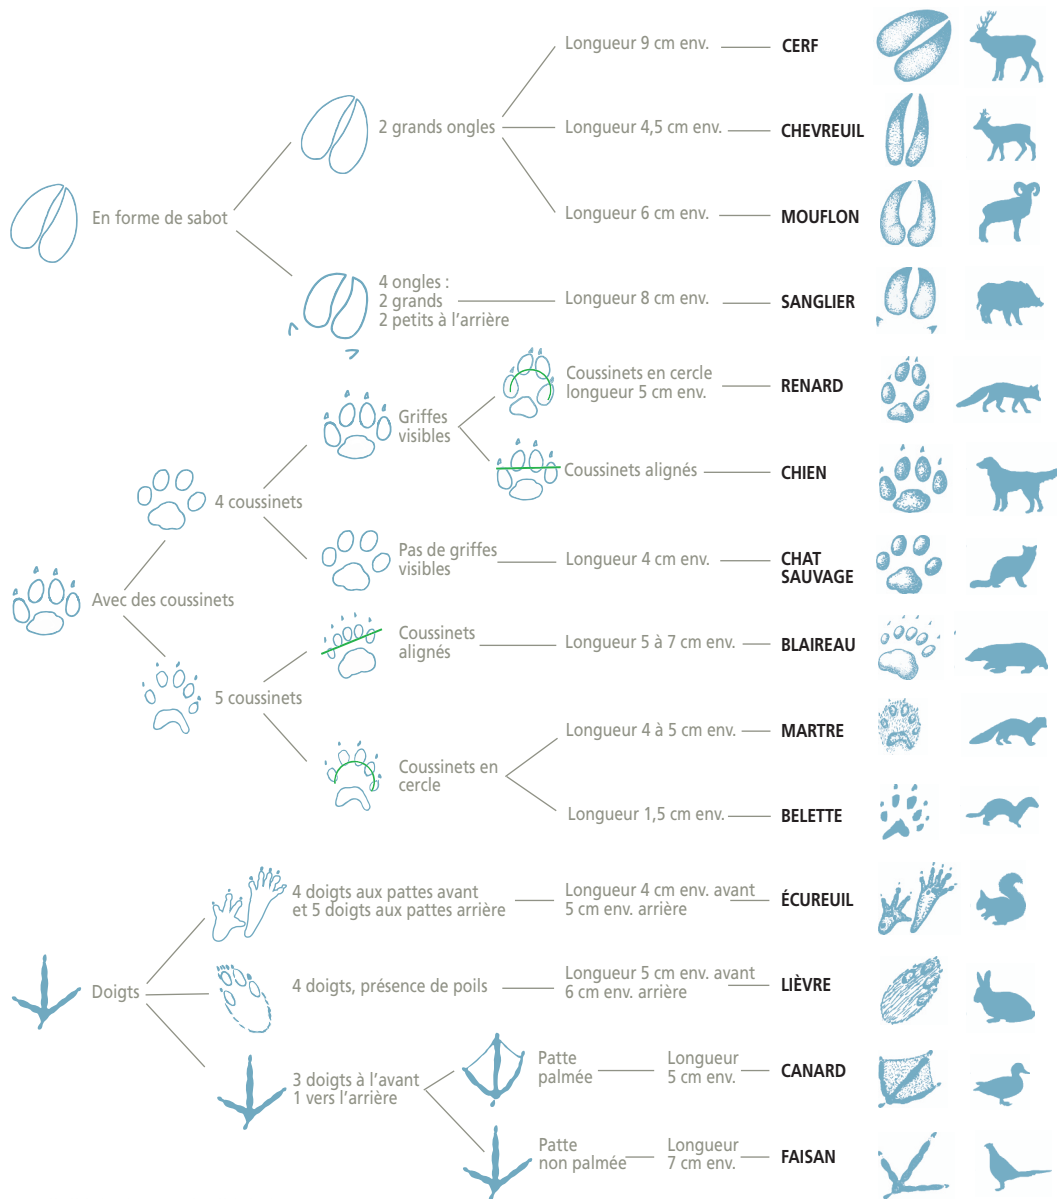 Longueur 9 cm env.
CERF
2 grands ongles
Longueur 4,5 cm env.
CHEVREUIL
En forme de sabot
Longueur 6 cm env.
MOUFLON
4 ongles :
2 grands
2 petits à l’arrière
Longueur 8 cm env.
SANGLIER
Griffes
visibles
Coussinets en cercle
longueur 5 cm env.
RENARD
Coussinets alignés
CHIEN
4 coussinets
Pas de griffes
visibles
Longueur 4 cm env.
CHAT
SAUVAGE
Avec des coussinets
Coussinets
alignés
Longueur 5 à 7 cm env.
BLAIREAU
5 coussinets
Longueur 4 à 5 cm env.
MARTRE
Coussinets en
cercle
Longueur 1,5 cm env.
BELETTE
4 doigts aux pattes avant
et 5 doigts aux pattes arrière
Longueur 4 cm env. avant
5 cm env. arrière
ÉCUREUIL
Doigts
4 doigts, présence de poils
Longueur 5 cm env. avant
6 cm env. arrière
LIÈVRE
3 doigts à l’avant
1 vers l’arrière
Patte
palmée
Longueur
5 cm env.
CANARD
Patte
non palmée
Longueur
7 cm env.
FAISAN